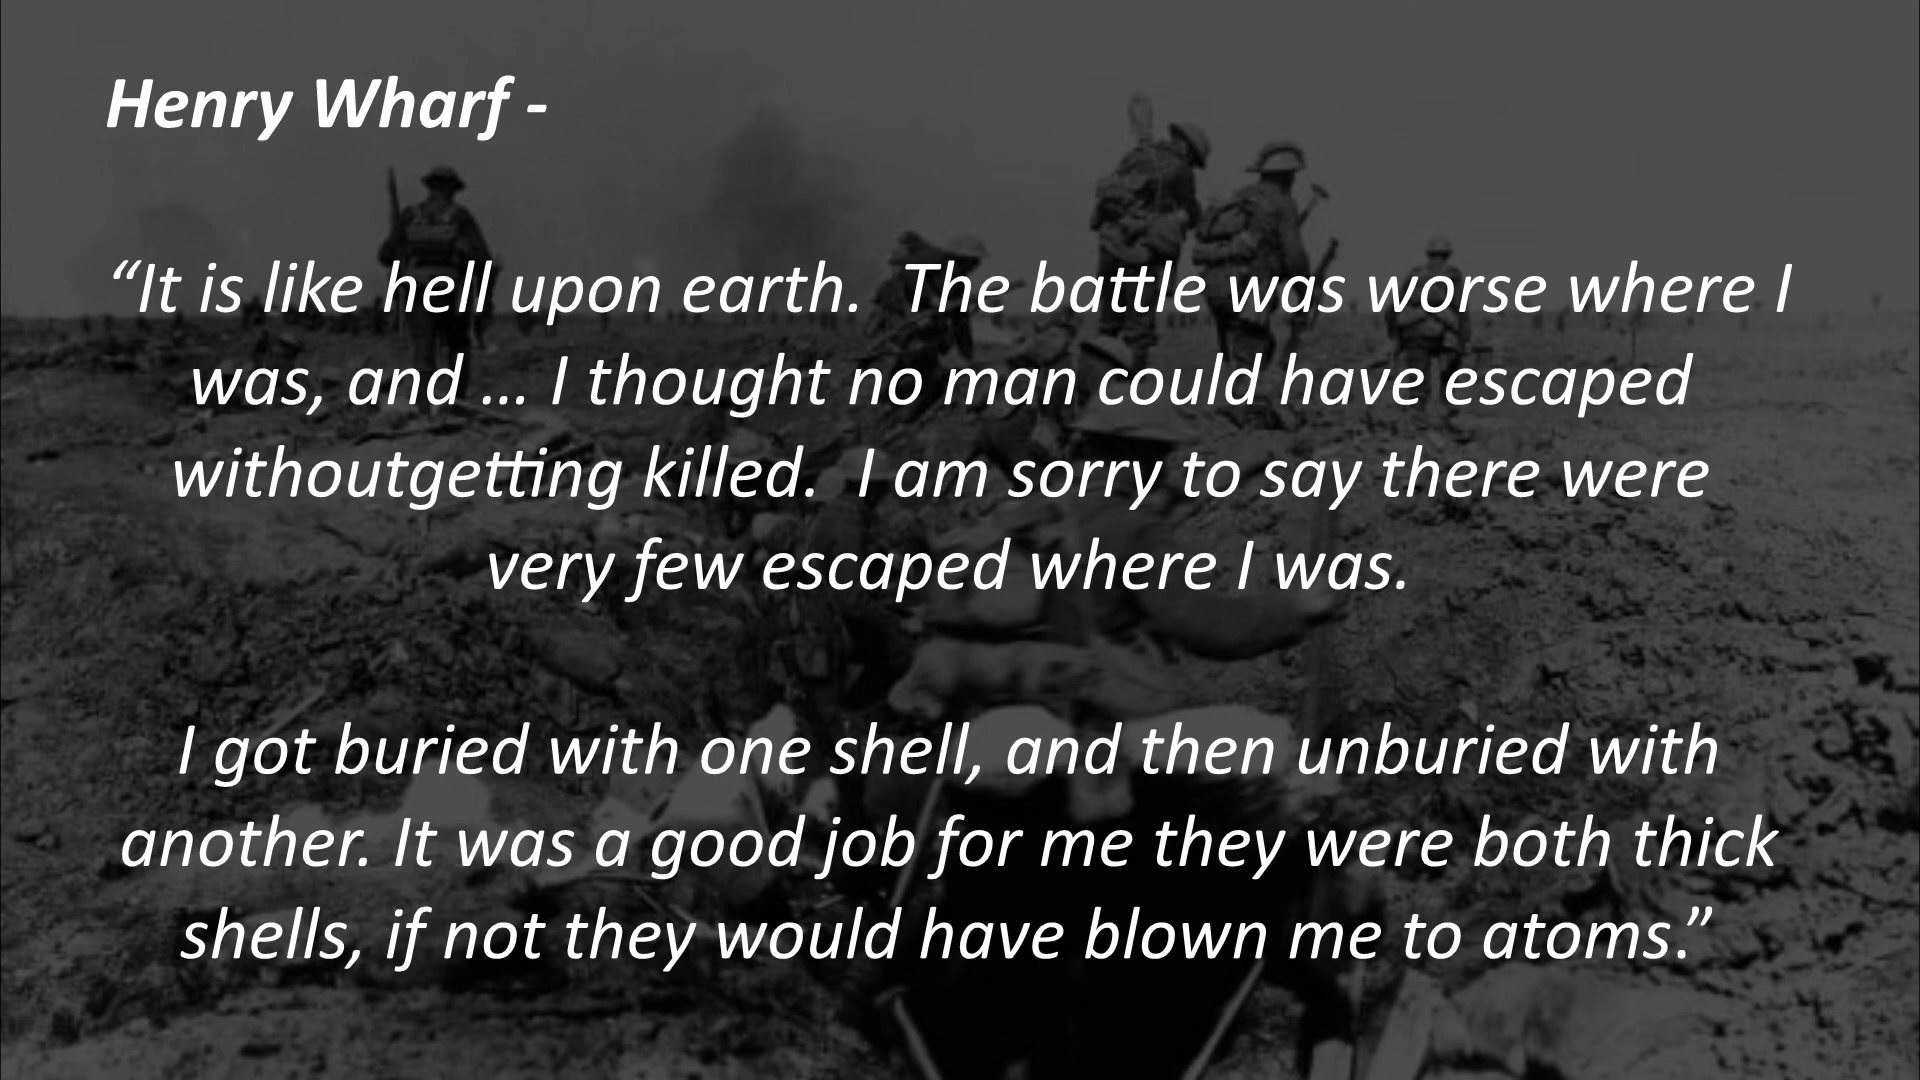 Henry Wharf -
“It is like hell upon earth.  The battle was worse where I
was, and … I thought no man could have escaped
withoutgetting killed.  I am sorry to say there were
very few escaped where I was.
I got buried with one shell, and then unburied with
another. It was a good job for me they were both thick
shells, if not they would have blown me to atoms.”